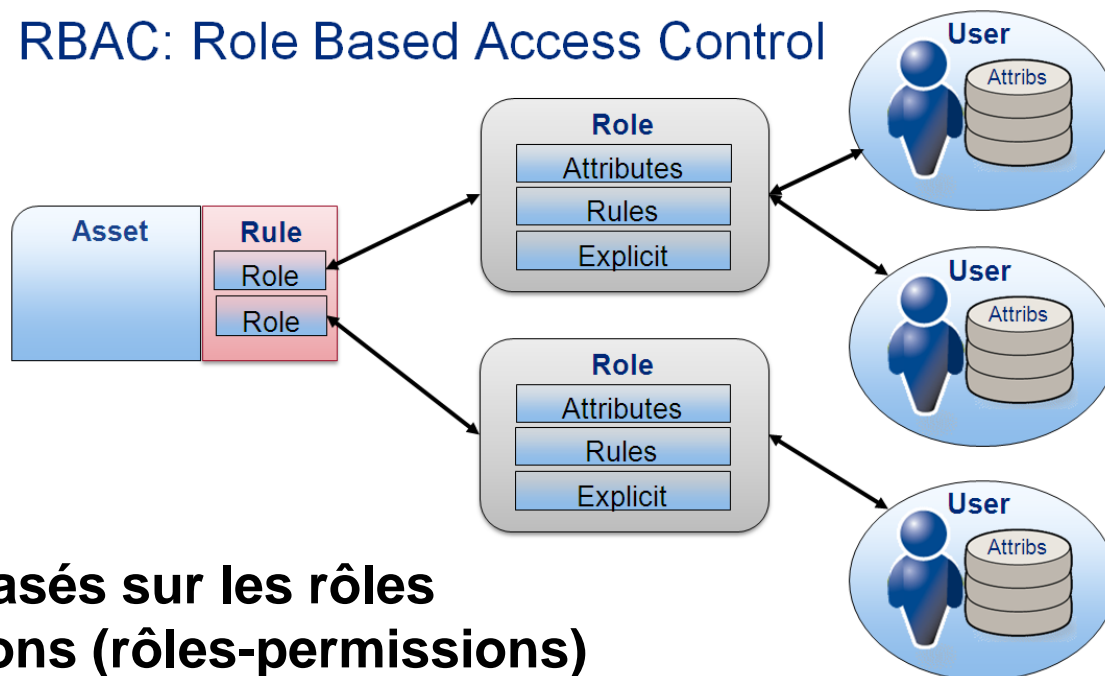 RBAC: Role Based Access Control
User
Attribs
Role
Attributes
Rules
Explicit
Asset
Rule
Role
Role
User
Attribs
Role
Attributes
Rules
Explicit
User
Attribs
asés sur les rôles
ons (rôles-permissions)